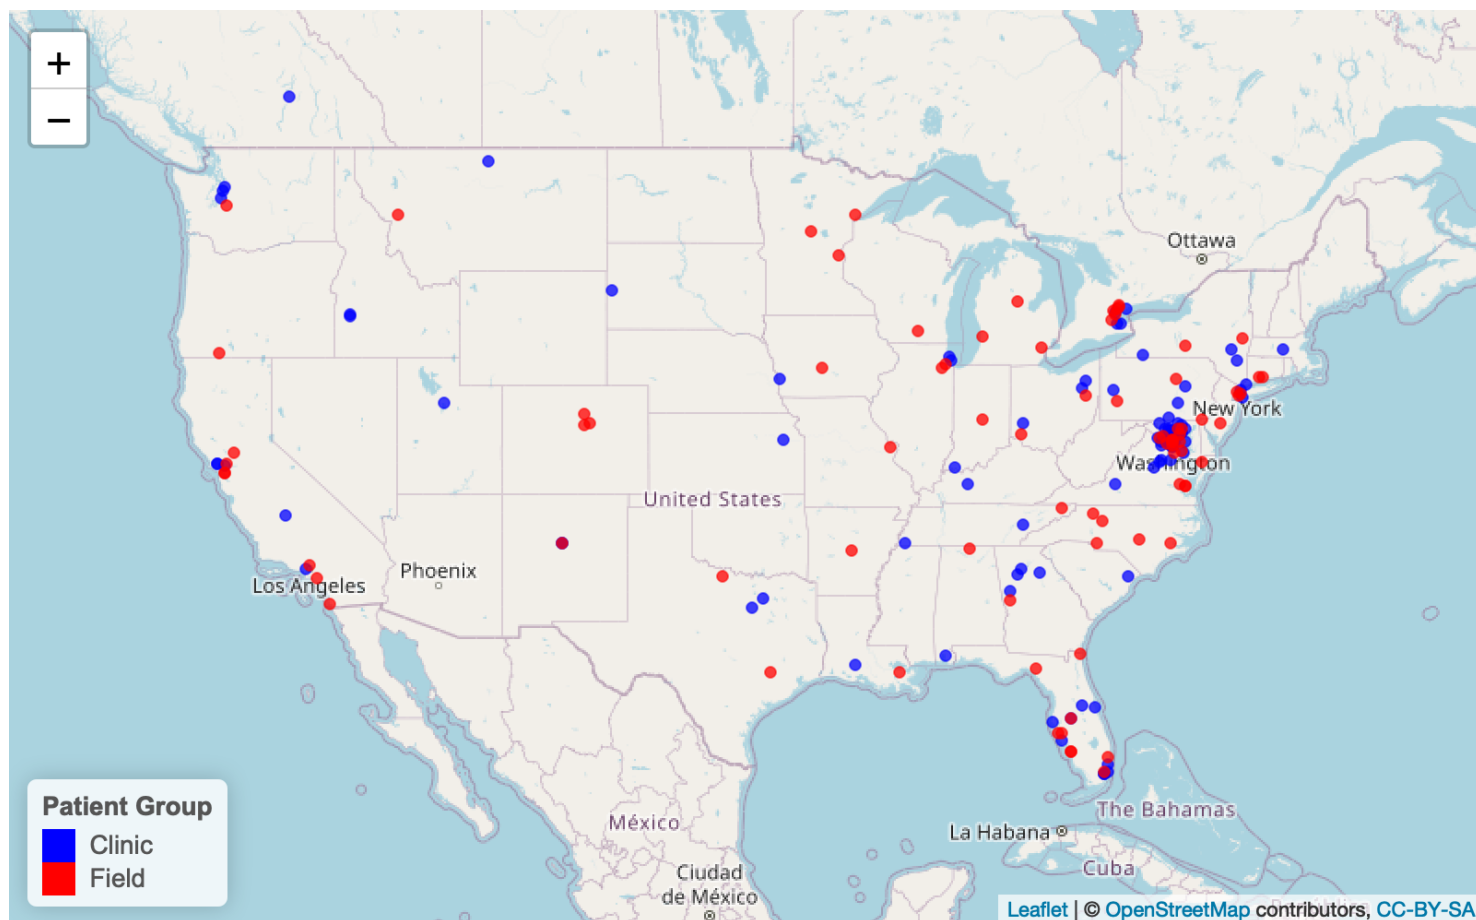 +
−
Ottawa
New York
Washington
United States
Phoenix
Los Angeles
The Bahamas
La Habana
México
Cuba
Ciudad
de México
Patient Group
Clinic
Field
Leaflet | © OpenStreetMap contributors, CC-BY-SA